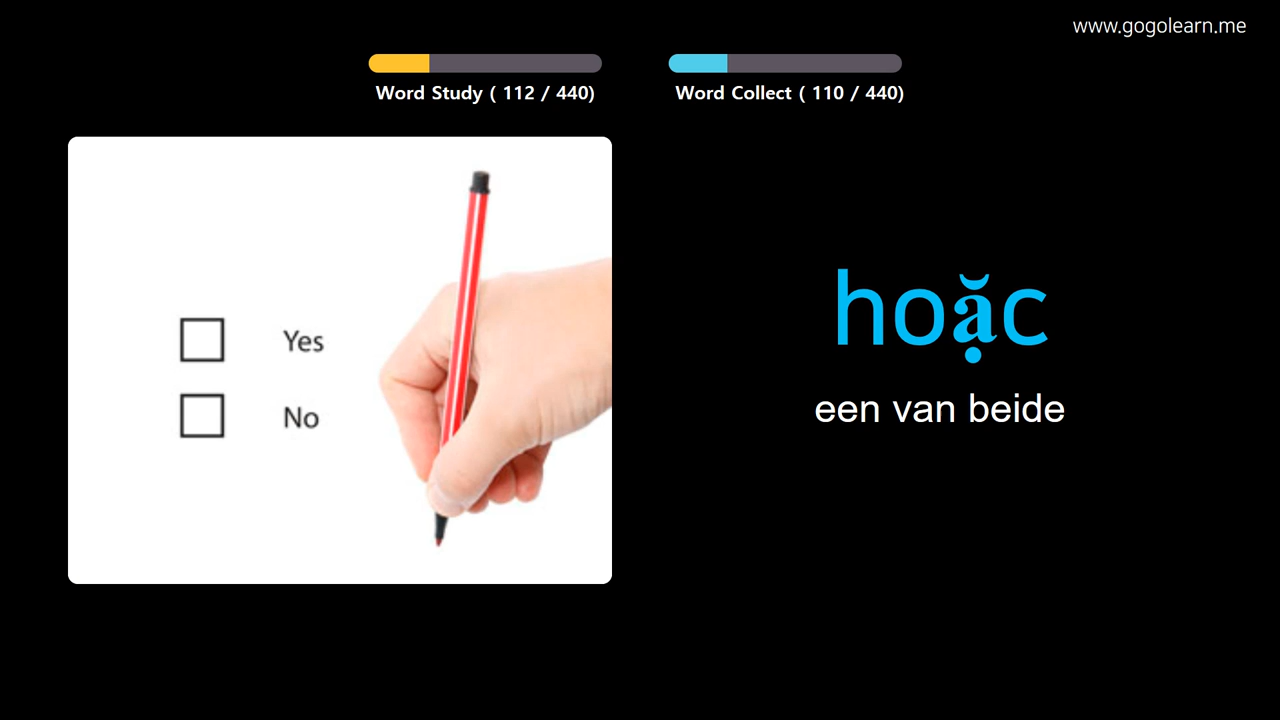 www.gogolearn.me
Word Study ( 112 / 440)
Word Collect ( 110 / 440)
Yes
No
hoặc
een van beide